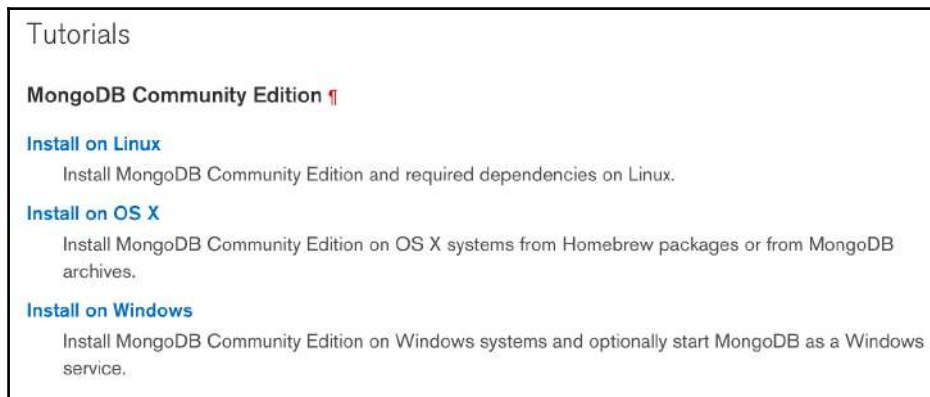 Tutorials
MongoDB Community Edition ¶
Install on Linux
Install MongoDB Community Edition and required dependencies on Linux.
Install on OS X
Install MongoDB Community Edition on OS X systems from Homebrew packages or from MongoDB
archives.
Install on Windows
Install MongoDB Community Edition on Windows systems and optionally start MongoDB as a Windows
service.